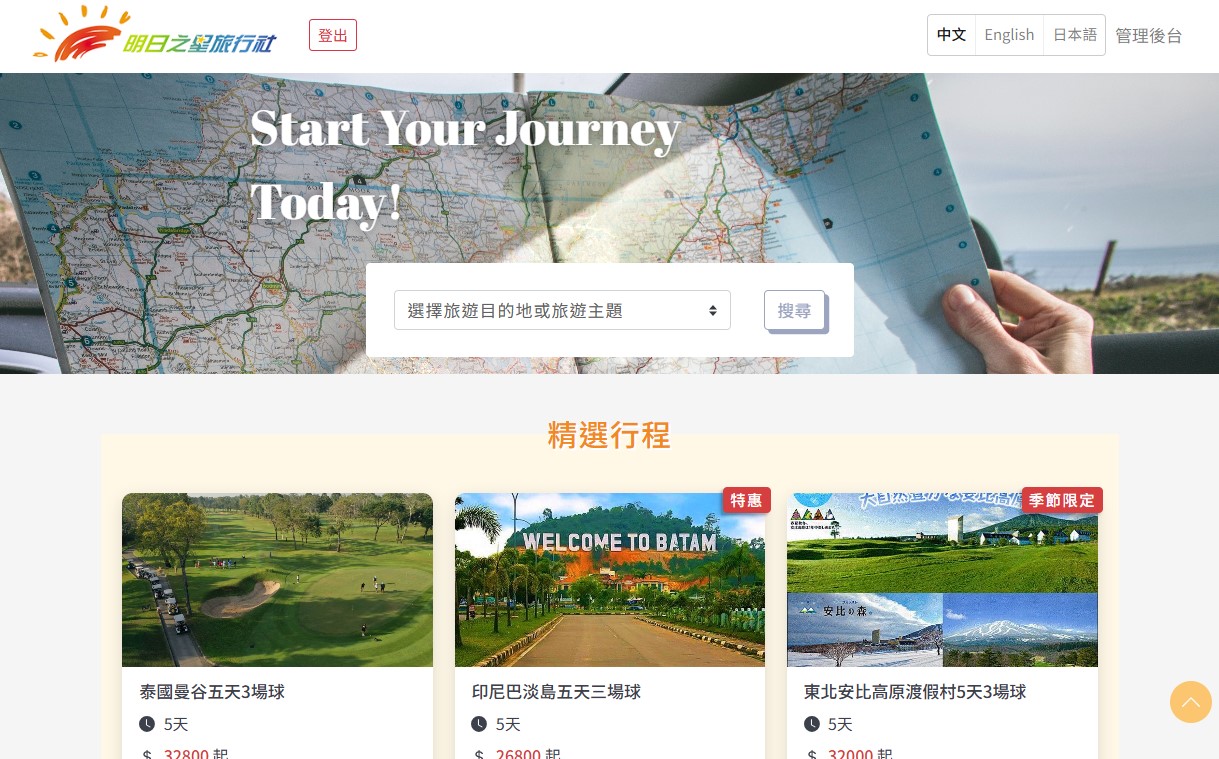 明日之星旅行社
登出
中文
English
日本語
管理後台
Start Your Journey
Today!
選擇旅遊目的地或旅遊主題
搜尋
精選行程
特惠
季節限定
WELCOME TO BATAM
安比の森。
泰國曼谷五天3場球
印尼巴淡島五天三場球
東北安比高原渡假村5天3場球
5天
5天
5天
$ 32800 起
$ 26800 起
$ 32000 起